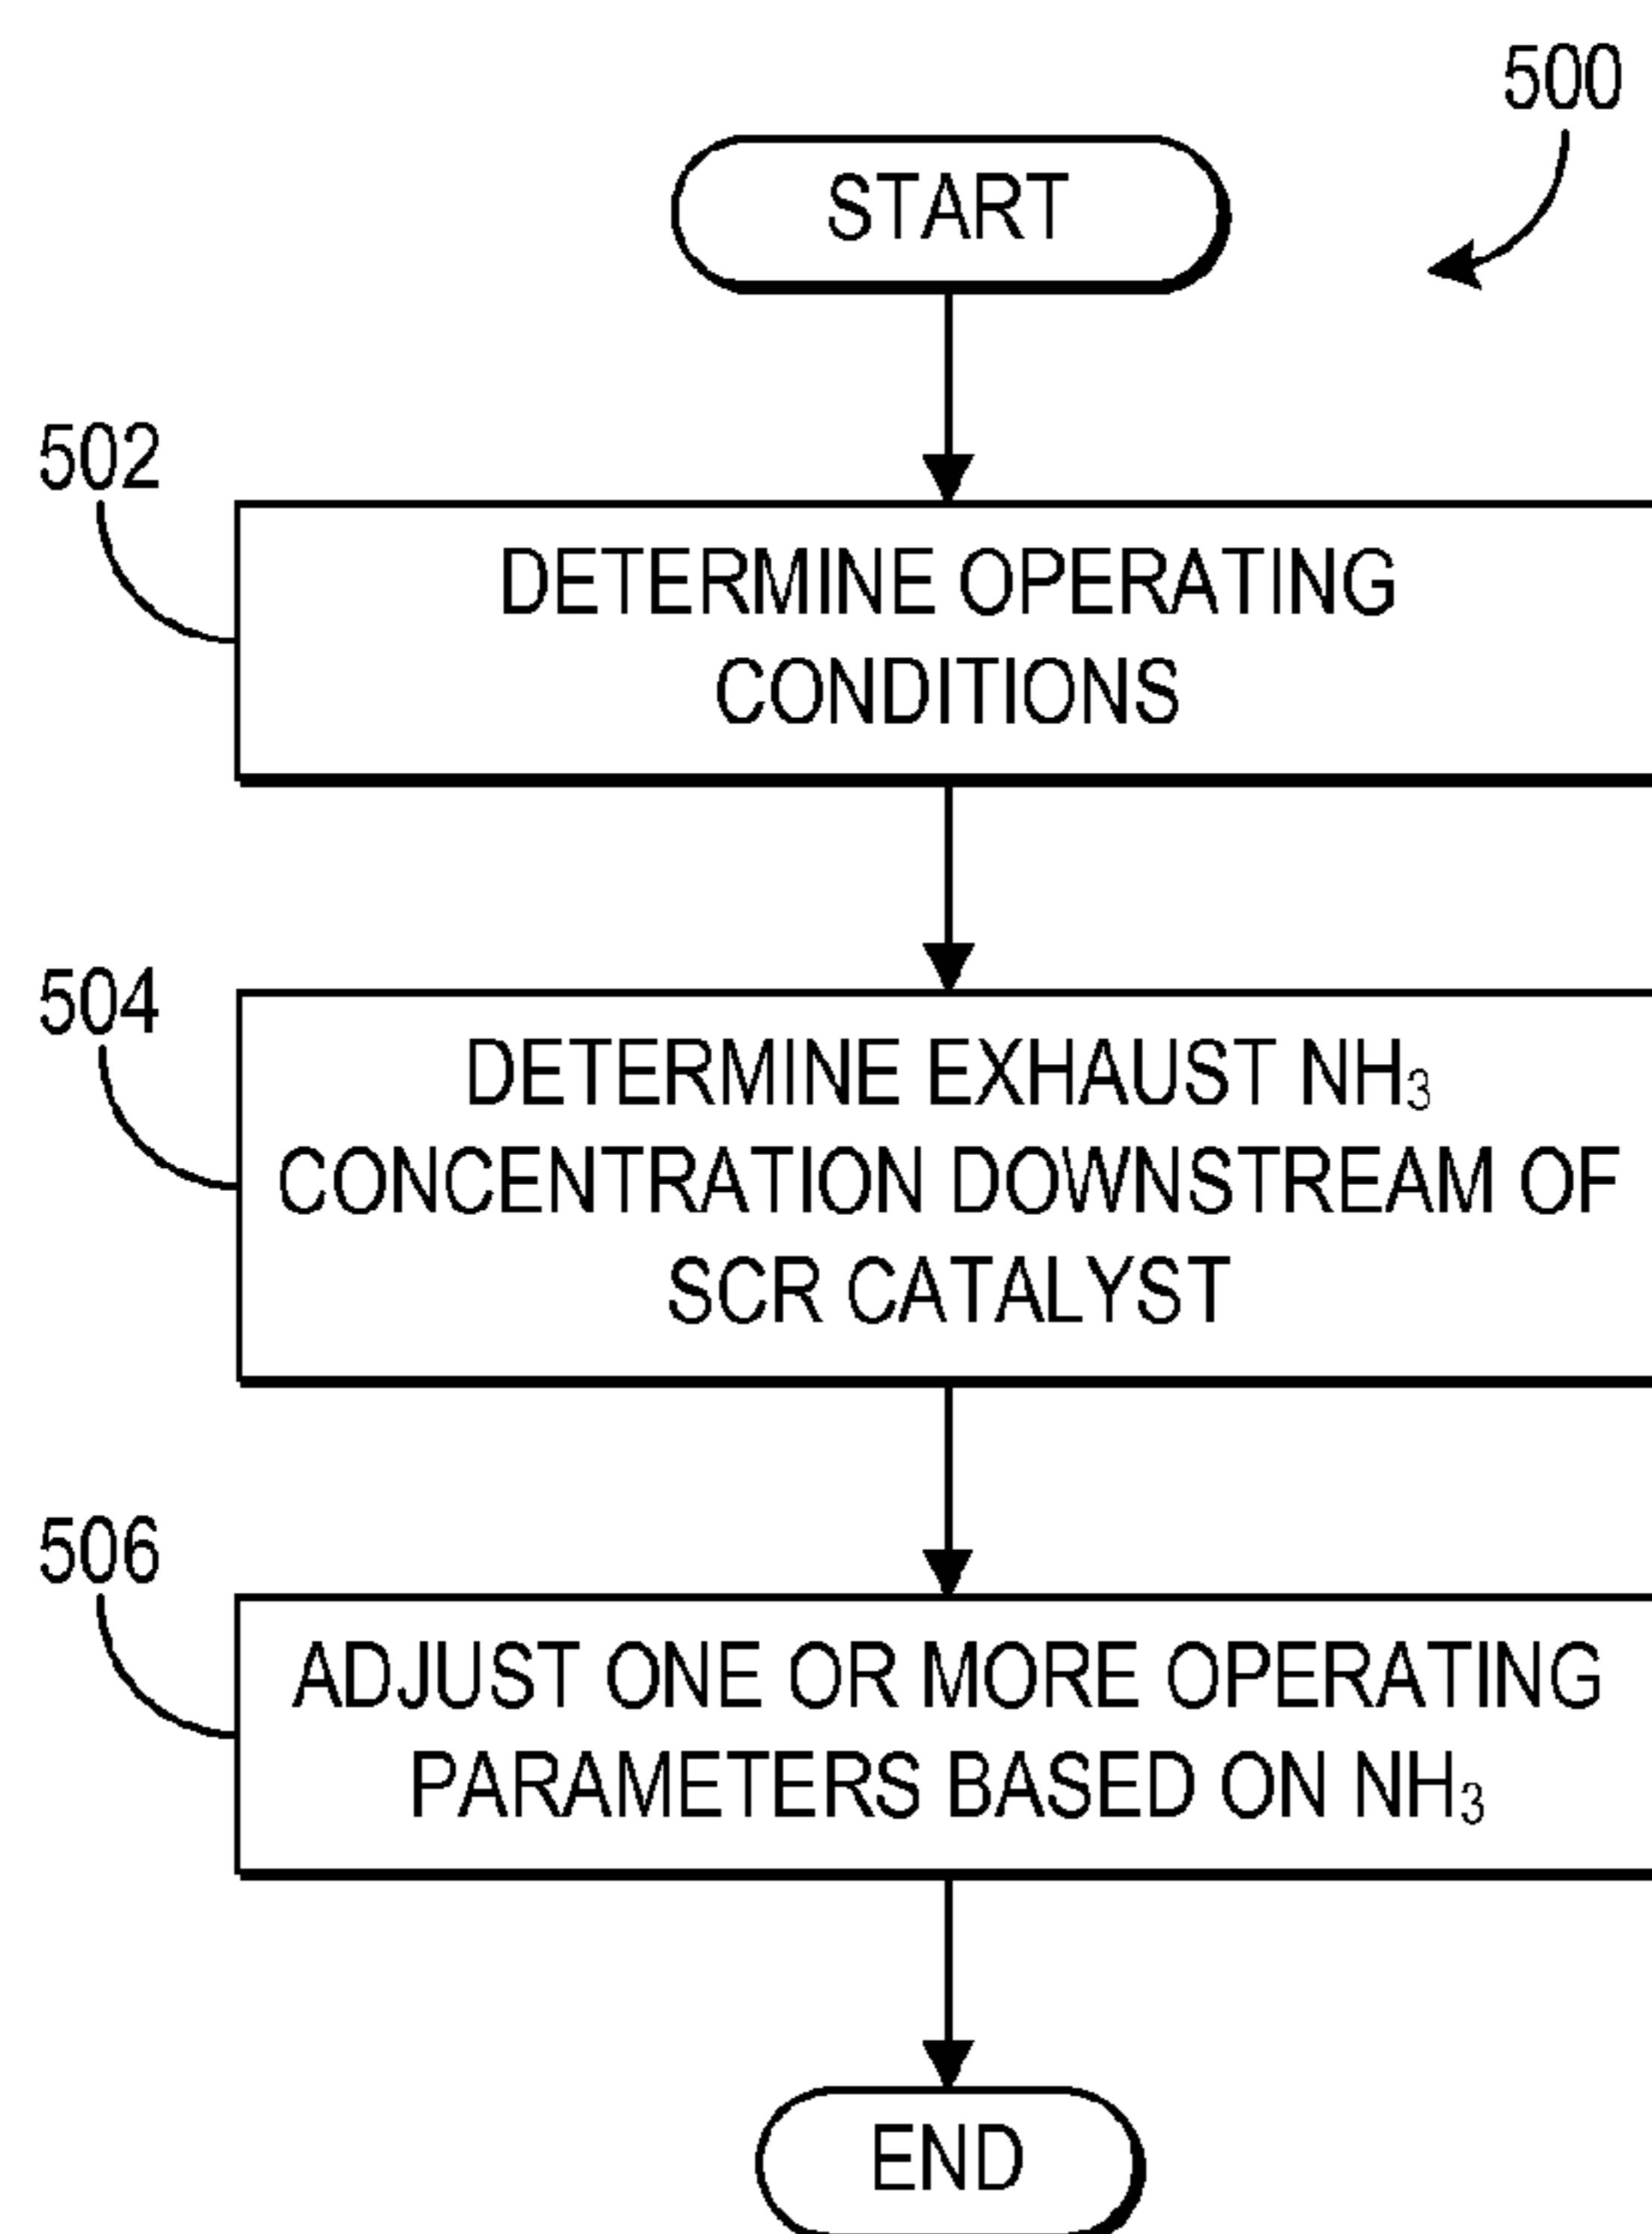 500
START
502
DETERMINE OPERATING
CONDITIONS
504
DETERMINE EXHAUST NH₃
CONCENTRATION DOWNSTREAM OF
SCR CATALYST
506
ADJUST ONE OR MORE OPERATING
PARAMETERS BASED ON NH₃
END